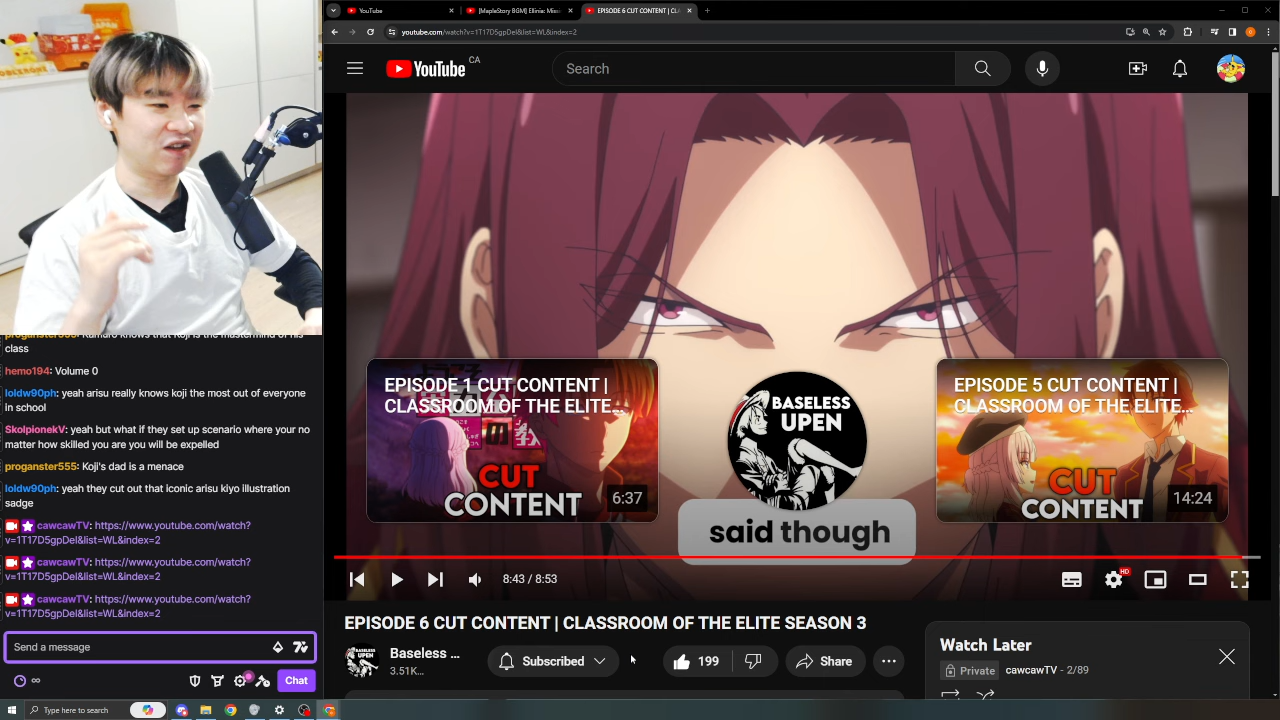 YouTube
[MapleStory BGM] Ellinia: Miss
EPISODE 6 CUT CONTENT | CLA
youtube.com/watch?v=1T17D5gpDeI&list=WL&index=2
YouTube CA
Search
EPISODE 1 CUT CONTENT |
CLASSROOM OF THE ELITE...
CUT
CONTENT
6:37
BASELESS
UPEN
EPISODE 5 CUT CONTENT |
CLASSROOM OF THE ELITE...
CUT
CONTENT
14:24
said though
8:43 / 8:53
HD
EPISODE 6 CUT CONTENT | CLASSROOM OF THE ELITE SEASON 3
BASELESS
UPEN
Baseless ...
3.51K...
Subscribed
199
Share
Watch Later
Private
cawcawTV - 2/89
knows that Koji is the mastermind of his
class
hemo194: Volume 0
loldw90ph: yeah arisu really knows koji the most out of everyone
in school
SkolpionekV: yeah but what if they set up scenario where your no
matter how skilled you are you will be expelled
proganster555: Koji's dad is a menace
loldw90ph: yeah they cut out that iconic arisu kiyo illustration
sadge
cawcawTV: https://www.youtube.com/watch?
v=1T17D5gpDeI&list=WL&index=2
cawcawTV: https://www.youtube.com/watch?
v=1T17D5gpDeI&list=WL&index=2
cawcawTV: https://www.youtube.com/watch?
v=1T17D5gpDeI&list=WL&index=2
Send a message
∞
Chat
Type here to search